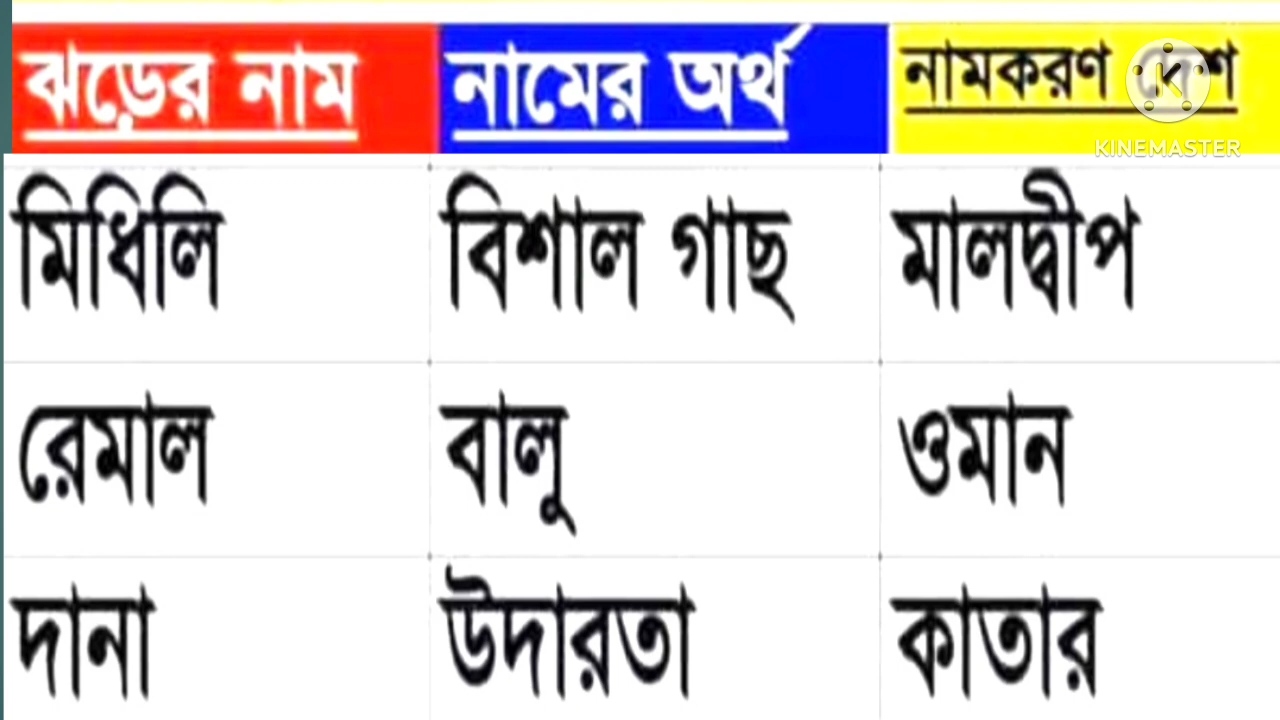 ঝড়ের নাম নামের অর্থ নামকরণ দেশ
KINEMASTER
মিধিলি বিশাল গাছ মালদ্বীপ
রেমাল বালু ওমান
দানা উদারতা কাতার